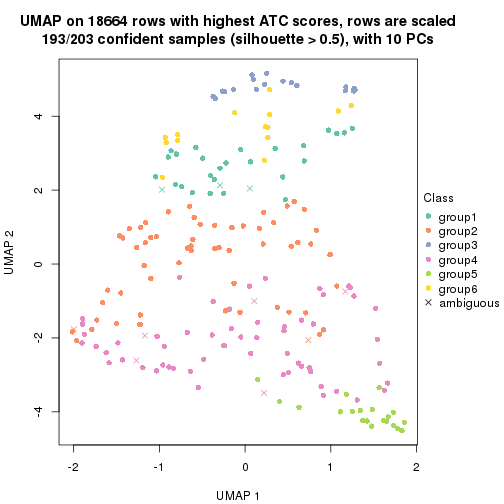 UMAP on 18664 rows with highest ATC scores, rows are scaled
193/203 confident samples (silhouette > 0.5), with 10 PCs
UMAP 2
4
2
0
-2
-4
-2
-1
0
1
2
UMAP 1
Class
group1
group2
group3
group4
group5
group6
ambiguous